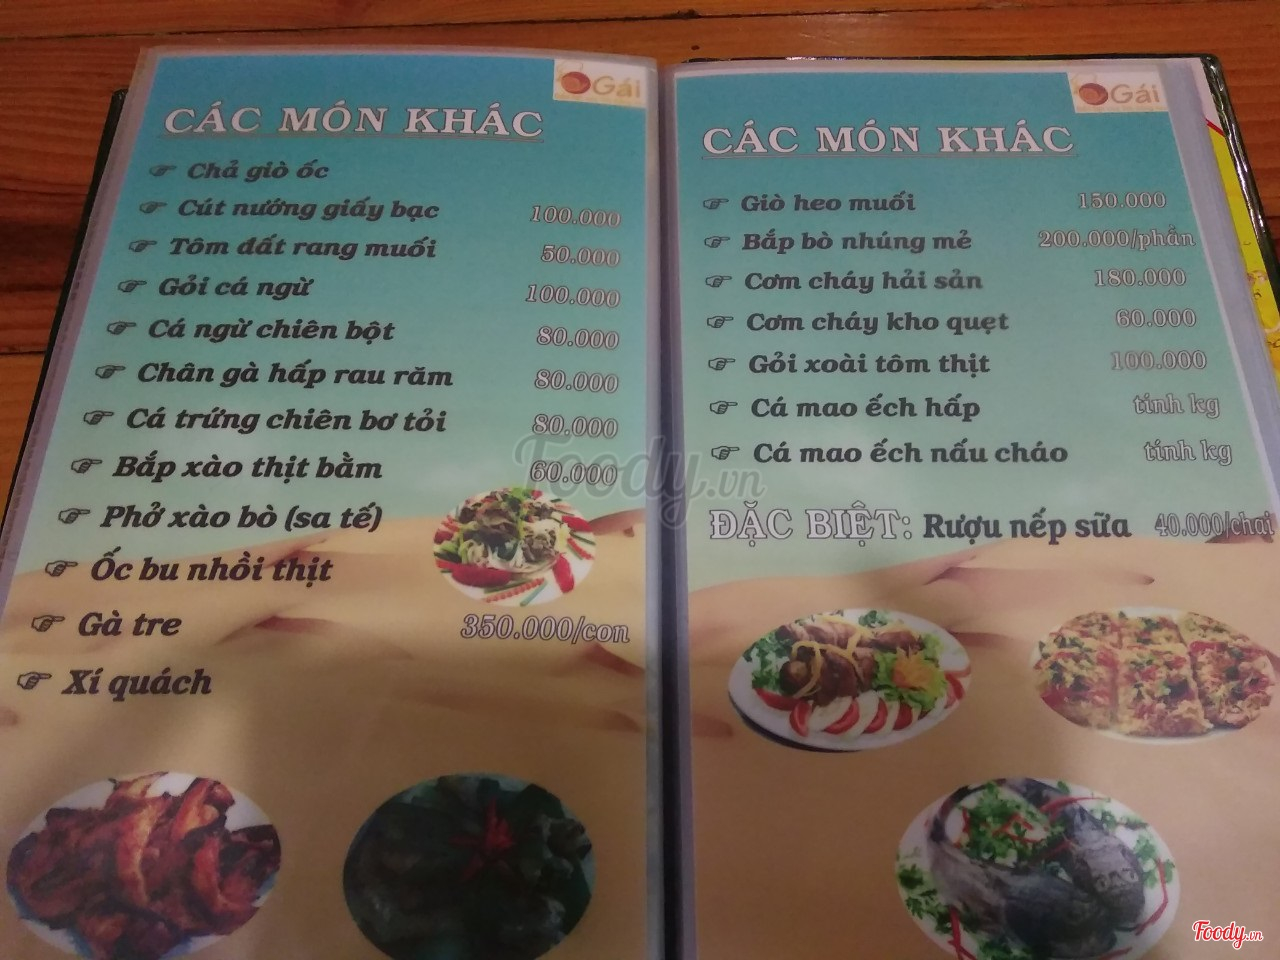 Gái
CÁC MÓN KHÁC
☞ Chả giò ốc
☞ Cút nướng giấy bạc 100.000
☞ Tôm đất rang muối 50.000
☞ Gỏi cá ngừ 100.000
☞ Cá ngừ chiên bột 80.000
☞ Chân gà hấp rau răm 80.000
☞ Cá trứng chiên bơ tỏi 80.000
☞ Bắp xào thịt bằm 60.000
☞ Phở xào bò (sa tế)
☞ Ốc bu nhồi thịt
☞ Gà tre 350.000/con
☞ Xí quách
Gái
CÁC MÓN KHÁC
☞ Giò heo muối 150.000
☞ Bắp bò nhúng mẻ 200.000/phần
☞ Cơm cháy hải sản 180.000
☞ Cơm cháy kho quẹt 60.000
☞ Gỏi xoài tôm thịt 100.000
☞ Cá mao ếch hấp tính kg
☞ Cá mao ếch nấu cháo tính kg
ĐẶC BIỆT: Rượu nếp sữa 40.000/chai
Foody.vn
Foody.vn